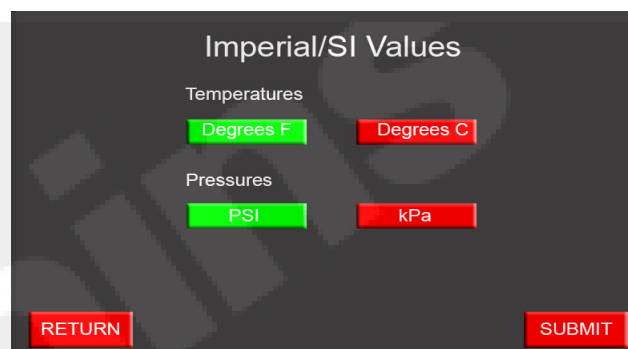 Imperial/SI Values
Temperatures
Degrees F Degrees C
Pressures
PSI kPa
RETURN SUBMIT